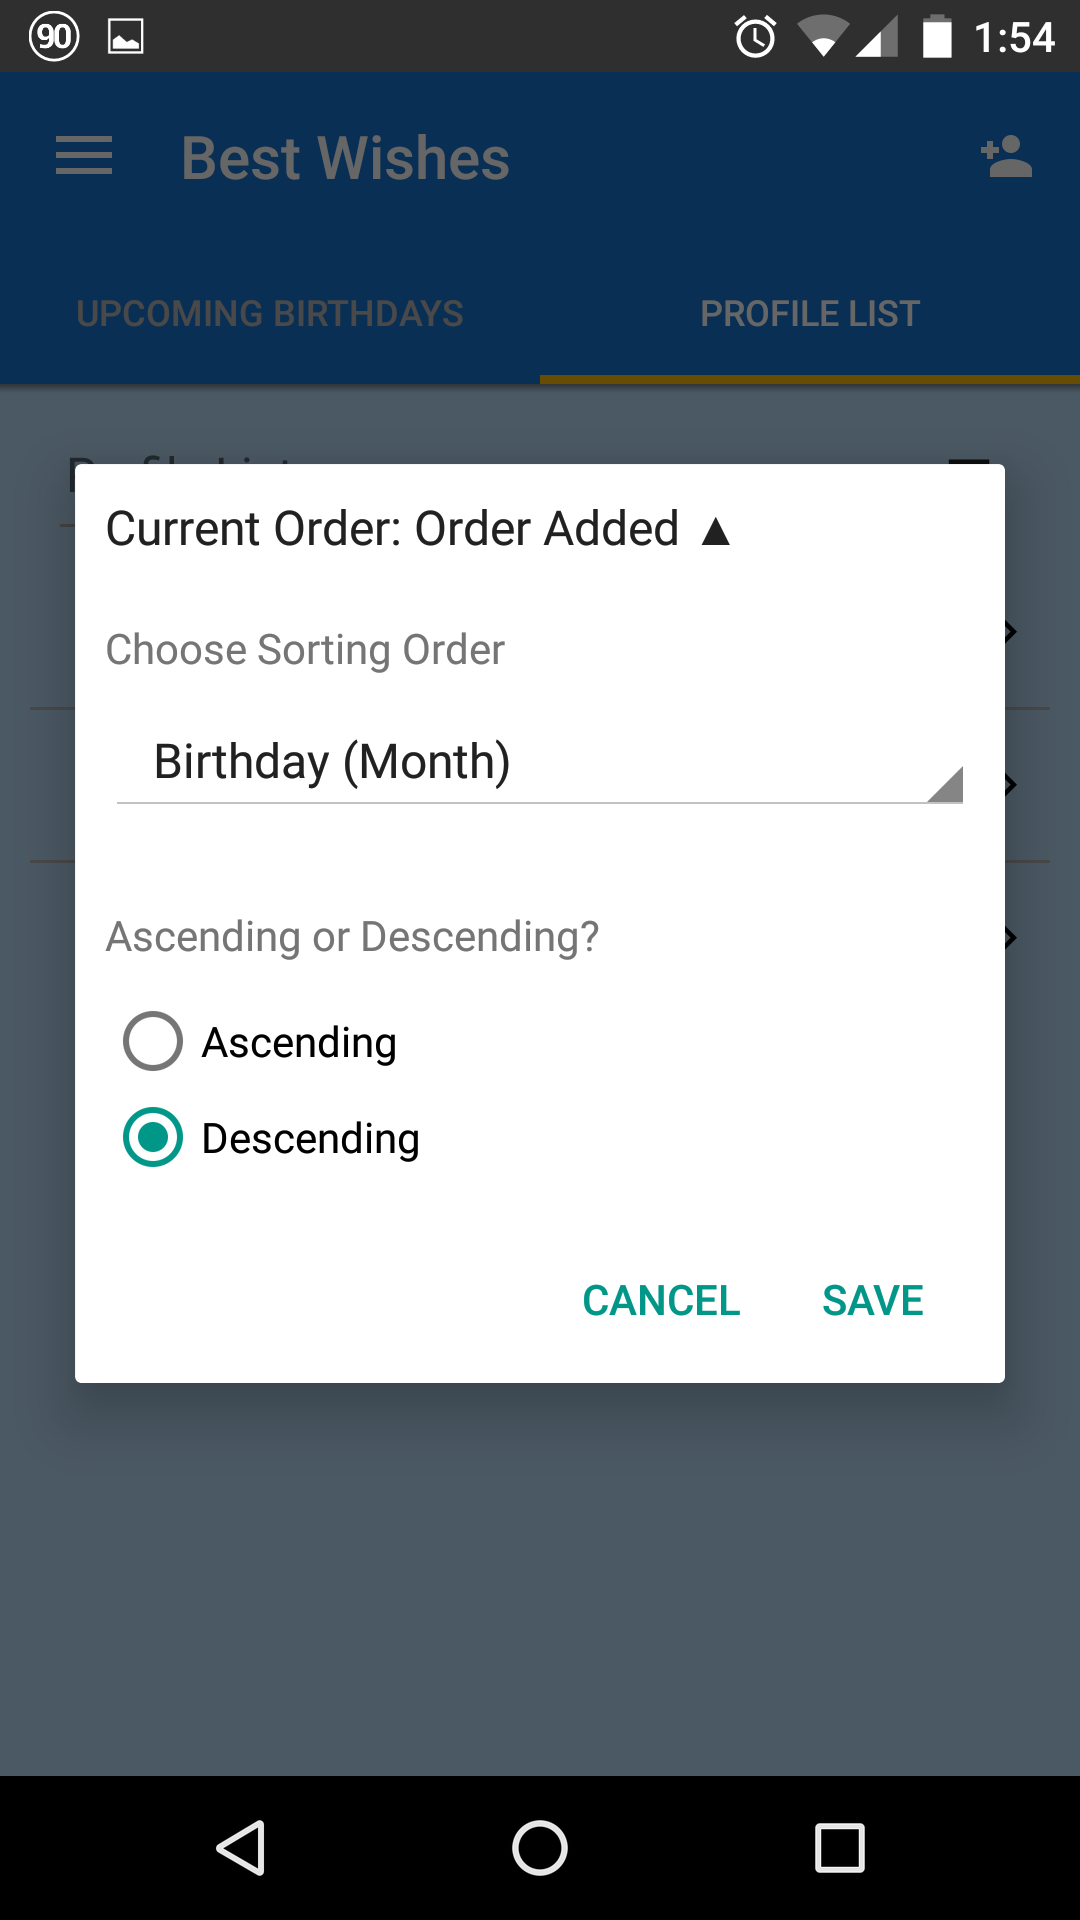 90
1:54
Best Wishes
UPCOMING BIRTHDAYS
PROFILE LIST
Current Order: Order Added ▲
Choose Sorting Order
Birthday (Month)
Ascending or Descending?
Ascending
Descending
CANCEL
SAVE